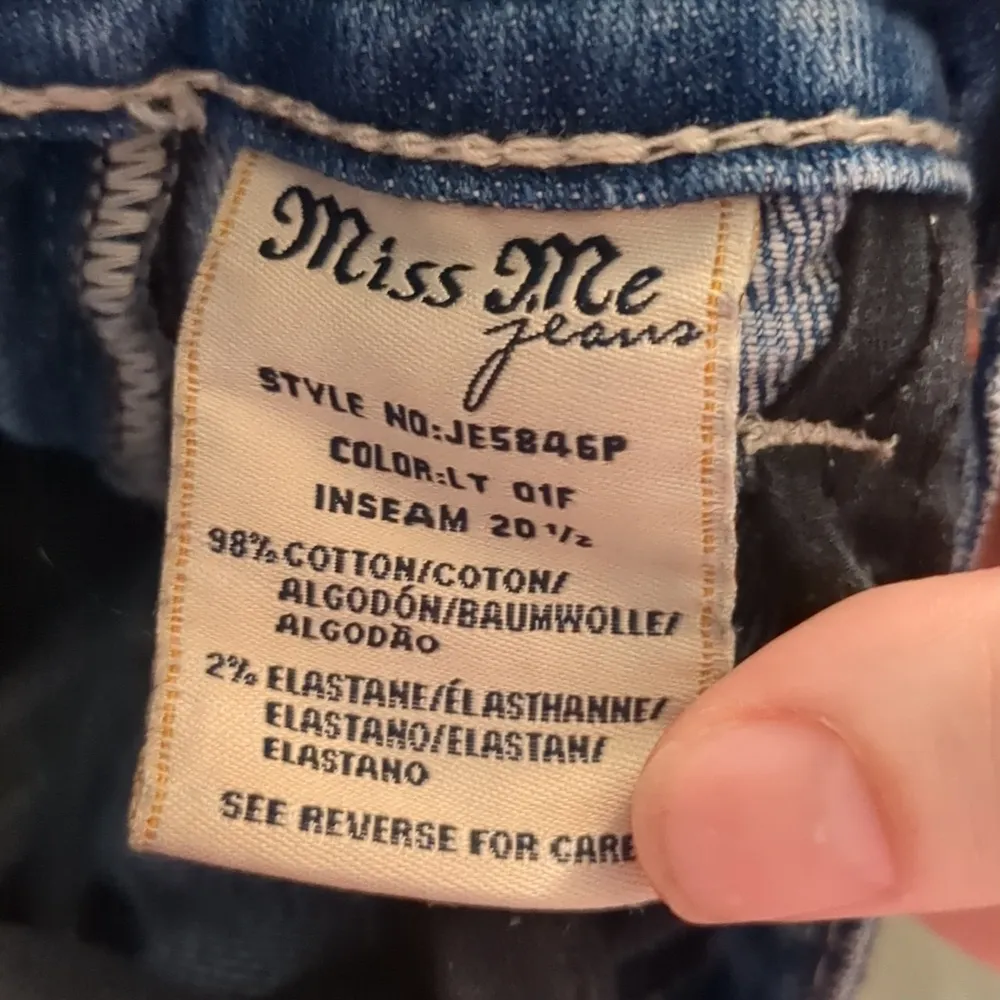 Miss Me
jeans
STYLE NO:JE5846P
COLOR:LT 01F
INSEAM 20 1/2
98% COTTON/COTON/
ALGODÓN/BAUMWOLLE/
ALGODÃO
2% ELASTANE/ÉLASTHANNE/
ELASTANO/ELASTAN/
ELASTANO
SEE REVERSE FOR CARE